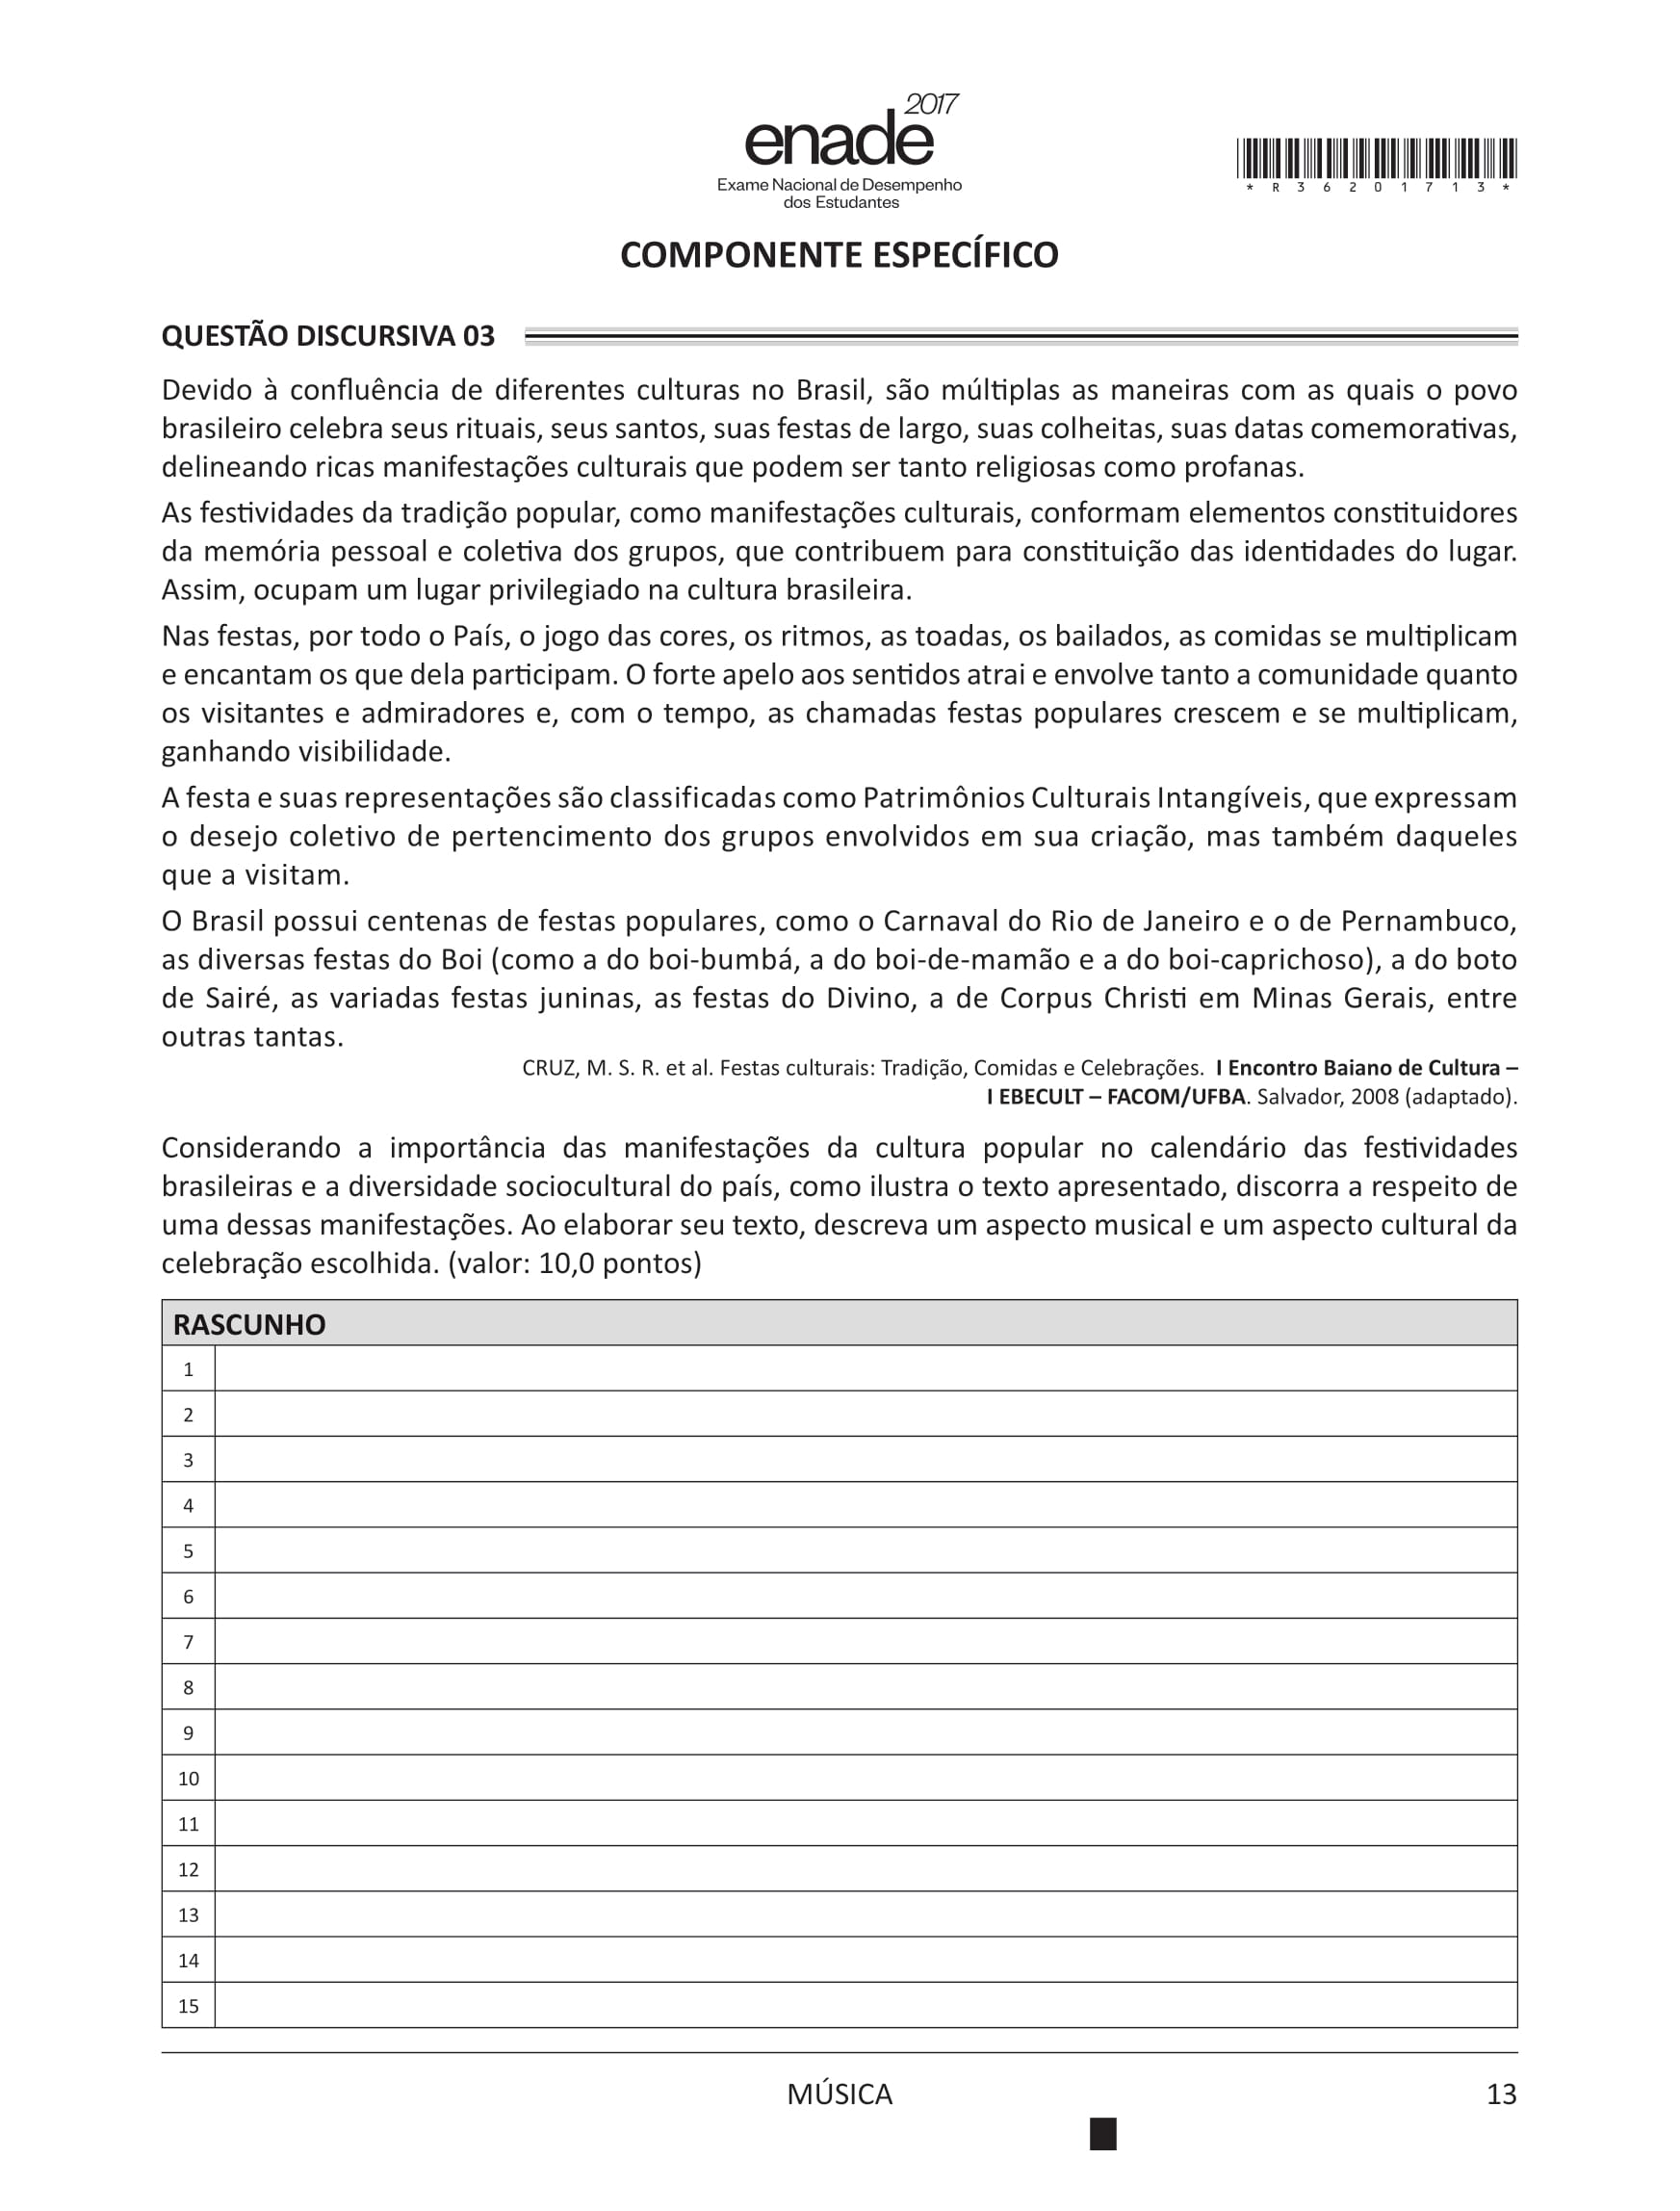 2017
enade
Exame Nacional de Desempenho
dos Estudantes
* R 3 6 2 0 1 7 1 3 *
COMPONENTE ESPECÍFICO
QUESTÃO DISCURSIVA 03
Devido à confluência de diferentes culturas no Brasil, são múltiplas as maneiras com as quais o povo
brasileiro celebra seus rituais, seus santos, suas festas de largo, suas colheitas, suas datas comemorativas,
delineando ricas manifestações culturais que podem ser tanto religiosas como profanas.
As festividades da tradição popular, como manifestações culturais, conformam elementos constituidores
da memória pessoal e coletiva dos grupos, que contribuem para constituição das identidades do lugar.
Assim, ocupam um lugar privilegiado na cultura brasileira.
Nas festas, por todo o País, o jogo das cores, os ritmos, as toadas, os bailados, as comidas se multiplicam
e encantam os que dela participam. O forte apelo aos sentidos atrai e envolve tanto a comunidade quanto
os visitantes e admiradores e, com o tempo, as chamadas festas populares crescem e se multiplicam,
ganhando visibilidade.
A festa e suas representações são classificadas como Patrimônios Culturais Intangíveis, que expressam
o desejo coletivo de pertencimento dos grupos envolvidos em sua criação, mas também daqueles
que a visitam.
O Brasil possui centenas de festas populares, como o Carnaval do Rio de Janeiro e o de Pernambuco,
as diversas festas do Boi (como a do boi-bumbá, a do boi-de-mamão e a do boi-caprichoso), a do boto
de Sairé, as variadas festas juninas, as festas do Divino, a de Corpus Christi em Minas Gerais, entre
outras tantas.
CRUZ, M. S. R. et al. Festas culturais: Tradição, Comidas e Celebrações. I Encontro Baiano de Cultura –
I EBECULT – FACOM/UFBA. Salvador, 2008 (adaptado).
Considerando a importância das manifestações da cultura popular no calendário das festividades
brasileiras e a diversidade sociocultural do país, como ilustra o texto apresentado, discorra a respeito de
uma dessas manifestações. Ao elaborar seu texto, descreva um aspecto musical e um aspecto cultural da
celebração escolhida. (valor: 10,0 pontos)
RASCUNHO
1
2
3
4
5
6
7
8
9
10
11
12
13
14
15
MÚSICA
13